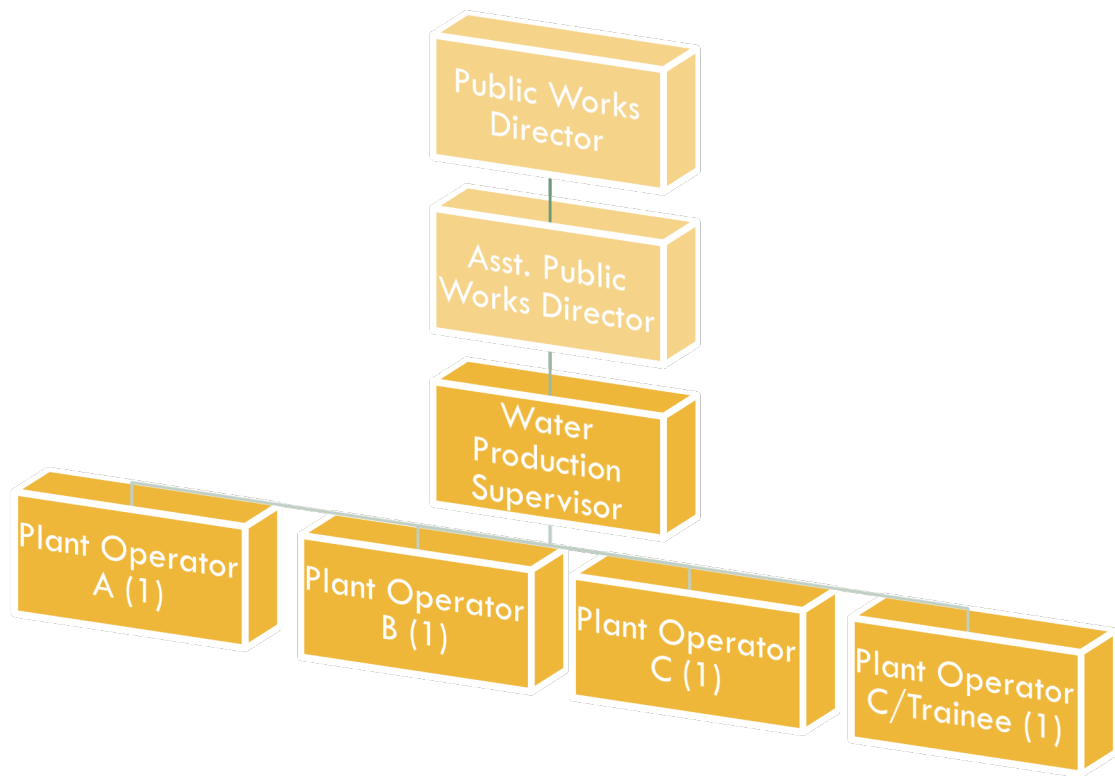 Public Works
Director
Asst. Public
Works Director
Water
Production
Supervisor
Plant Operator
A (1)
Plant Operator
B (1)
Plant Operator
C (1)
Plant Operator
C/Trainee (1)